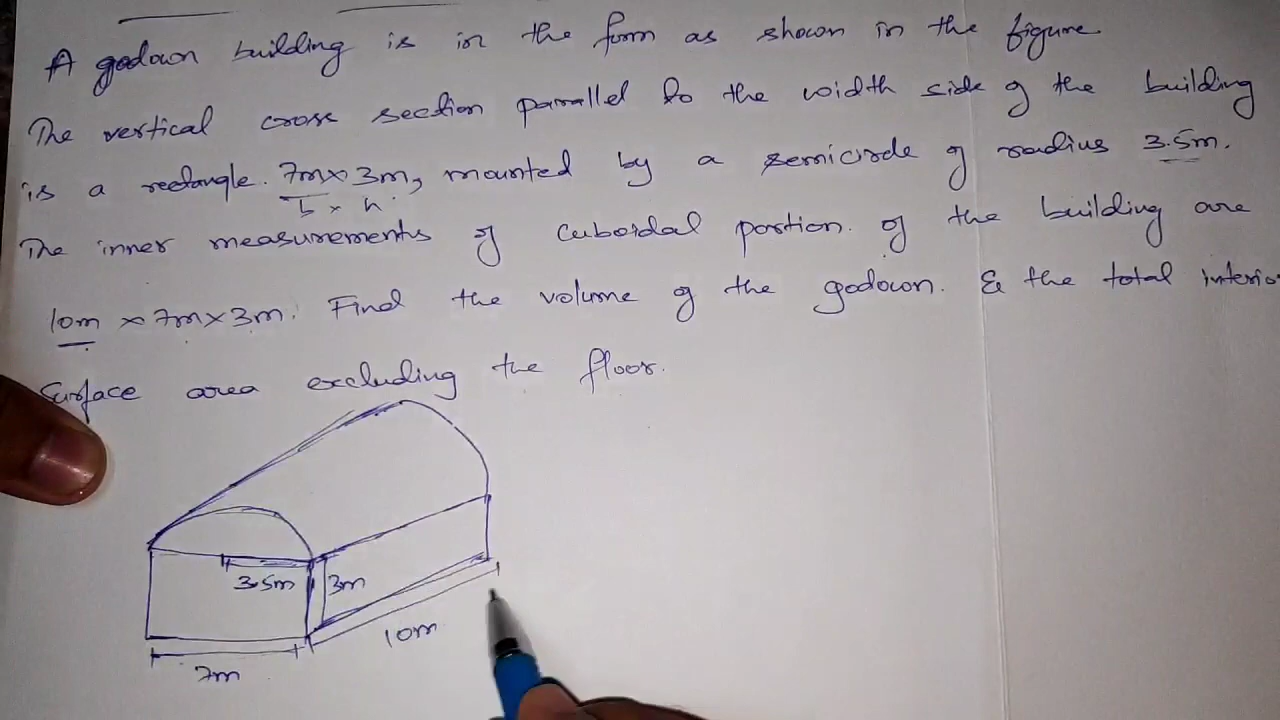 A godown building is in the form as shown in the figure
The vertical cross section parallel to the width side of the building
is a rectangle. 7m × 3m, mounted by a semicircle of radius 3.5m.
b × h.
The inner measurements of cuboidal portion. of the building are
10m × 7m × 3m. Find the volume of the godown. & the total interio
Surface area excluding the floor.
3.5m 3m
10m
7m